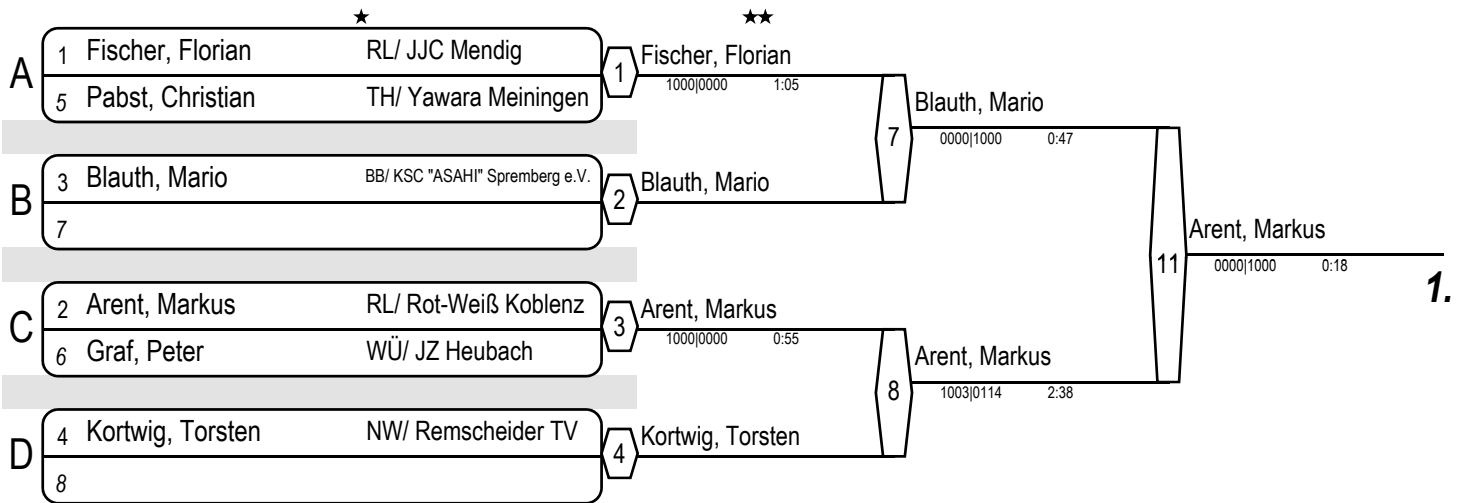 ★
★★
A
1 Fischer, Florian RL/ JJC Mendig
5 Pabst, Christian TH/ Yawara Meiningen
1
Fischer, Florian
1000|0000 1:05
B
3 Blauth, Mario BB/ KSC "ASAHI" Spremberg e.V.
7
2
Blauth, Mario
7
Blauth, Mario
0000|1000 0:47
C
2 Arent, Markus RL/ Rot-Weiß Koblenz
6 Graf, Peter WÜ/ JZ Heubach
3
Arent, Markus
1000|0000 0:55
D
4 Kortwig, Torsten NW/ Remscheider TV
8
4
Kortwig, Torsten
8
Arent, Markus
1003|0114 2:38
11
Arent, Markus
0000|1000 0:18
1.